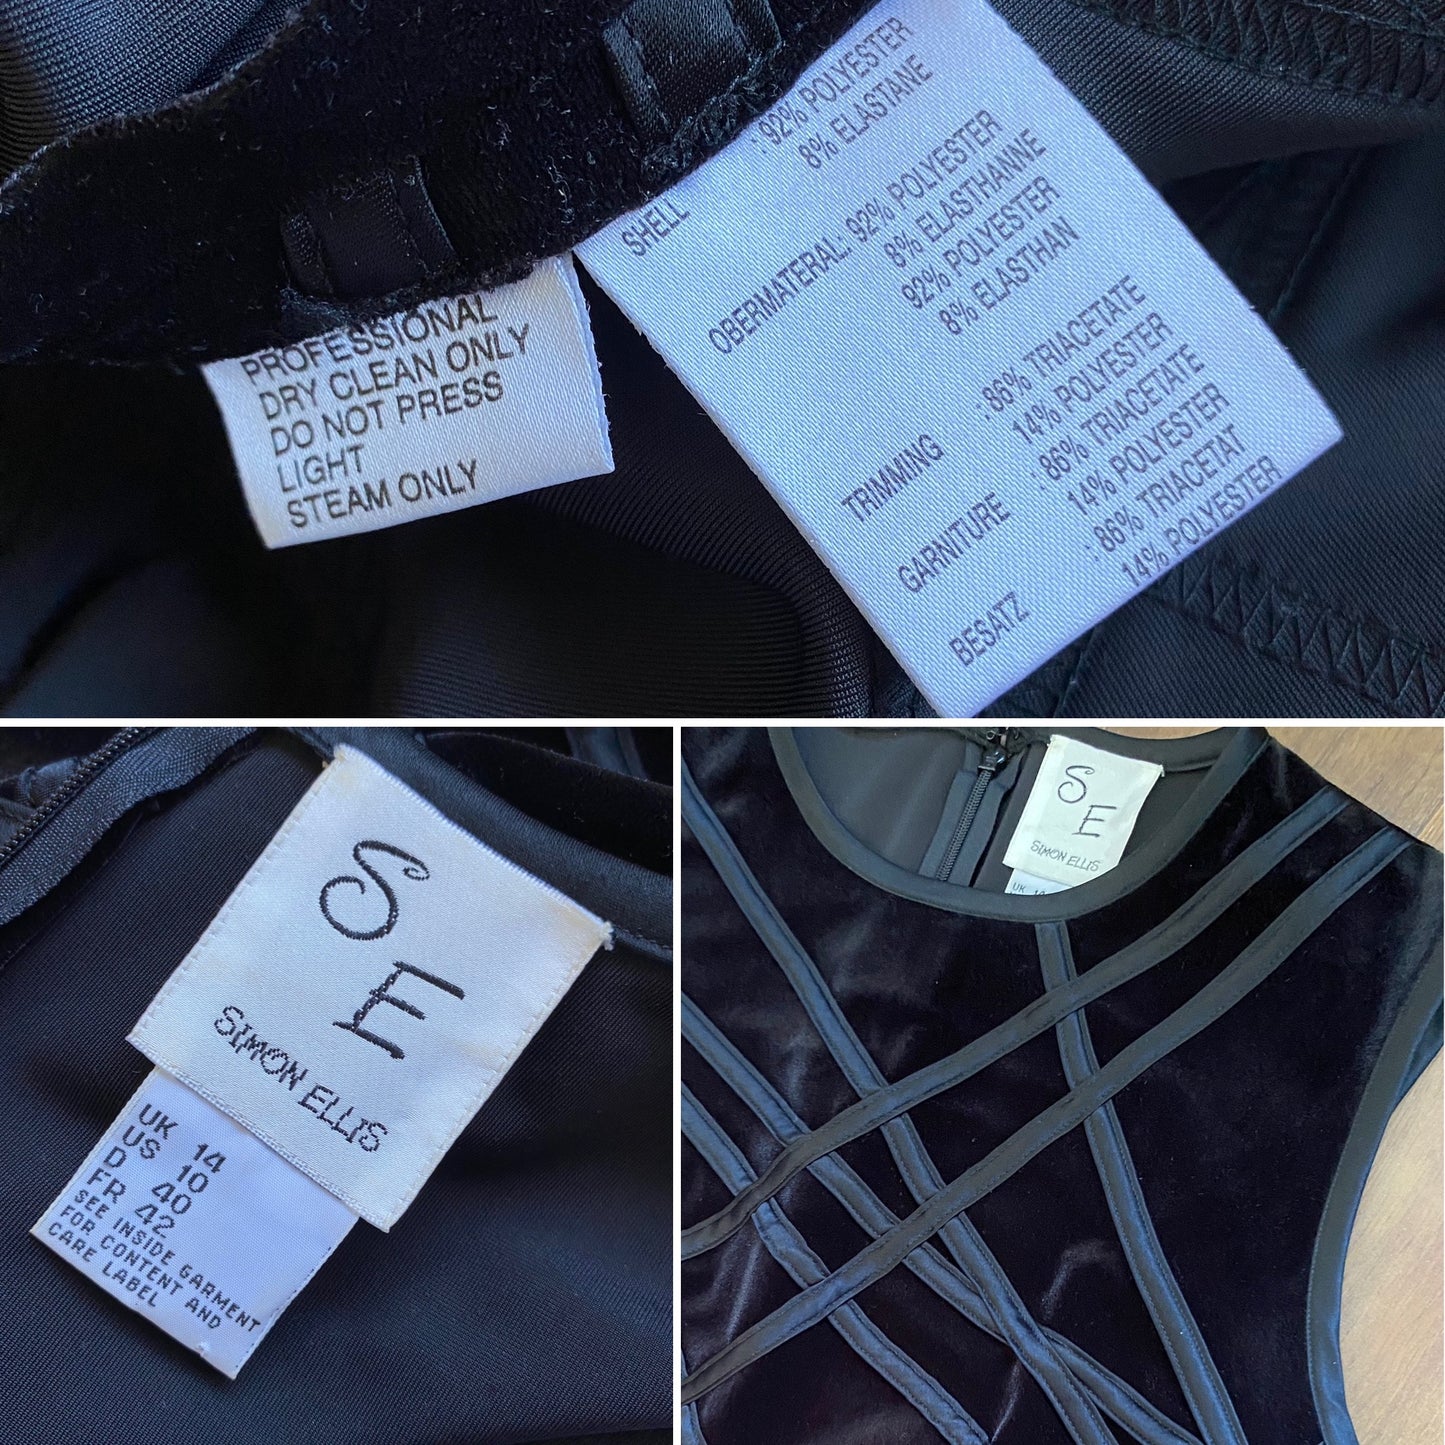 PROFESSIONAL
DRY CLEAN ONLY
DO NOT PRESS
LIGHT
STEAM ONLY
SHELL : 92% POLYESTER
8% ELASTANE
OBERMATERAL: 92% POLYESTER
8% ELASTHANNE
92% POLYESTER
8% ELASTHAN
TRIMMING : 86% TRIACETATE
14% POLYESTER
GARNITURE : 86% TRIACETATE
14% POLYESTER
BESATZ : 86% TRIACETAT
14% POLYESTER
S
E
SIMON ELLIS
UK 14
US 10
D 40
FR 42
SEE INSIDE GARMENT
FOR CONTENT AND
CARE LABEL
S
E
SIMON ELLIS
UK